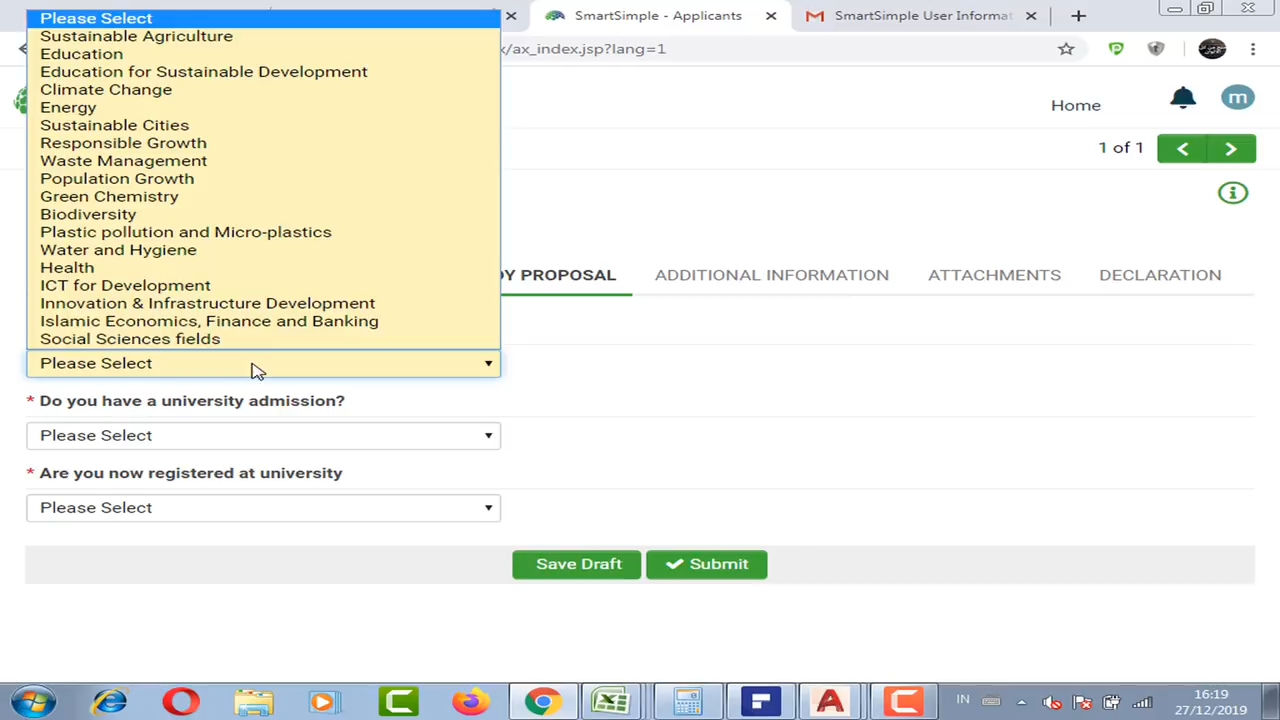 Please Select
SmartSimple - Applicants
SmartSimple User Informat
Sustainable Agriculture
x/ax_index.jsp?lang=1
Education
Education for Sustainable Development
Climate Change
Energy
Home
m
Sustainable Cities
Responsible Growth
1 of 1
Waste Management
Population Growth
Green Chemistry
Biodiversity
Plastic pollution and Micro-plastics
Water and Hygiene
Health
PROPOSAL
ADDITIONAL INFORMATION
ATTACHMENTS
DECLARATION
ICT for Development
Innovation & Infrastructure Development
Islamic Economics, Finance and Banking
Social Sciences fields
Please Select
* Do you have a university admission?
Please Select
* Are you now registered at university
Please Select
Save Draft
Submit
IN
16:19
27/12/2019